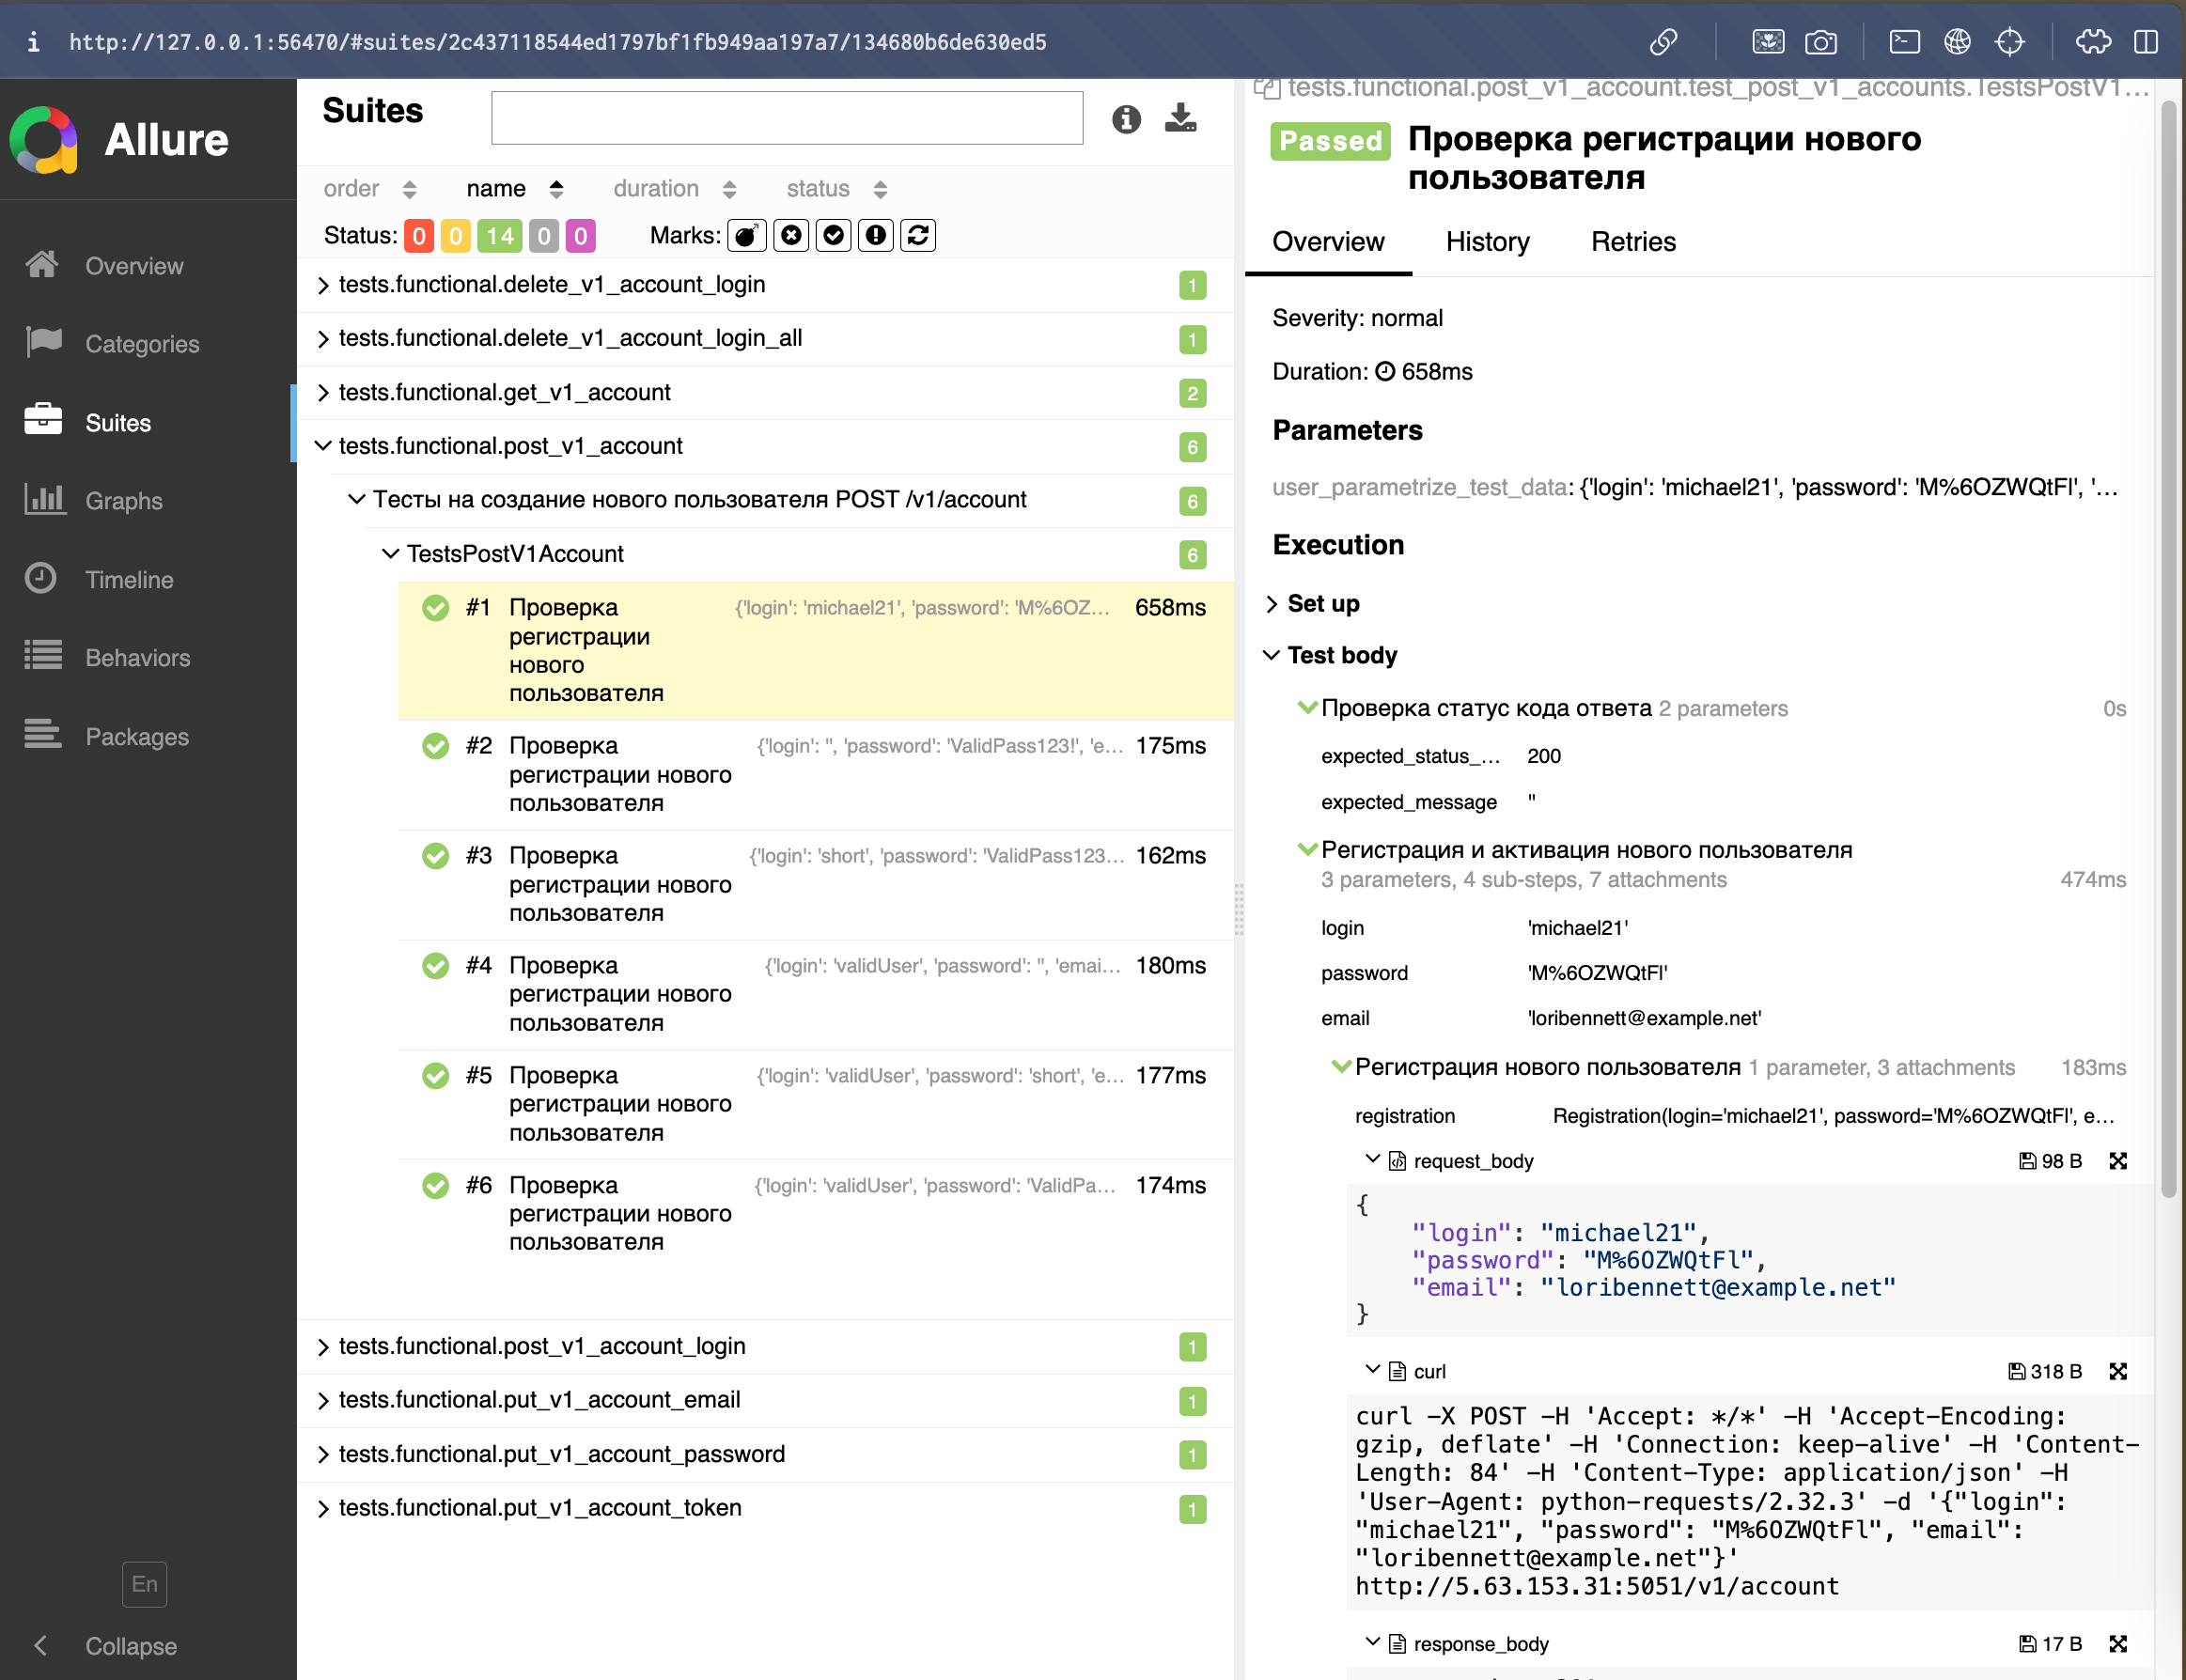 http://127.0.0.1:56470/#suites/2c437118544ed1797bf1fb949aa197a7/134680b6de630ed5
Allure
Overview
Categories
Suites
Graphs
Timeline
Behaviors
Packages
En
Collapse
Suites
order name duration status
Status: 0 0 14 0 0 Marks:
tests.functional.delete_v1_account_login 1
tests.functional.delete_v1_account_login_all 1
tests.functional.get_v1_account 2
tests.functional.post_v1_account 6
Тесты на создание нового пользователя POST /v1/account 6
TestsPostV1Account 6
#1 Проверка регистрации нового пользователя {'login': 'michael21', 'password': 'M%6OZ... 658ms
#2 Проверка регистрации нового пользователя {'login': '', 'password': 'ValidPass123!', 'e... 175ms
#3 Проверка регистрации нового пользователя {'login': 'short', 'password': 'ValidPass123... 162ms
#4 Проверка регистрации нового пользователя {'login': 'validUser', 'password': '', 'emai... 180ms
#5 Проверка регистрации нового пользователя {'login': 'validUser', 'password': 'short', 'e... 177ms
#6 Проверка регистрации нового пользователя {'login': 'validUser', 'password': 'ValidPa... 174ms
tests.functional.post_v1_account_login 1
tests.functional.put_v1_account_email 1
tests.functional.put_v1_account_password 1
tests.functional.put_v1_account_token 1
tests.functional.post_v1_account.test_post_v1_accounts.TestsPostV1...
Passed Проверка регистрации нового
пользователя
Overview History Retries
Severity: normal
Duration: 658ms
Parameters
user_parametrize_test_data: {'login': 'michael21', 'password': 'M%6OZWQtFl', '...
Execution
Set up
Test body
Проверка статус кода ответа 2 parameters 0s
expected_status_... 200
expected_message ''
Регистрация и активация нового пользователя
3 parameters, 4 sub-steps, 7 attachments 474ms
login 'michael21'
password 'M%6OZWQtFl'
email 'loribennett@example.net'
Регистрация нового пользователя 1 parameter, 3 attachments 183ms
registration Registration(login='michael21', password='M%6OZWQtFl', e...
request_body 98 B
{
"login": "michael21",
"password": "M%6OZWQtFl",
"email": "loribennett@example.net"
}
curl 318 B
curl -X POST -H 'Accept: */*' -H 'Accept-Encoding:
gzip, deflate' -H 'Connection: keep-alive' -H 'Content-
Length: 84' -H 'Content-Type: application/json' -H
'User-Agent: python-requests/2.32.3' -d '{"login":
"michael21", "password": "M%6OZWQtFl", "email":
"loribennett@example.net"}'
http://5.63.153.31:5051/v1/account
response_body 17 B